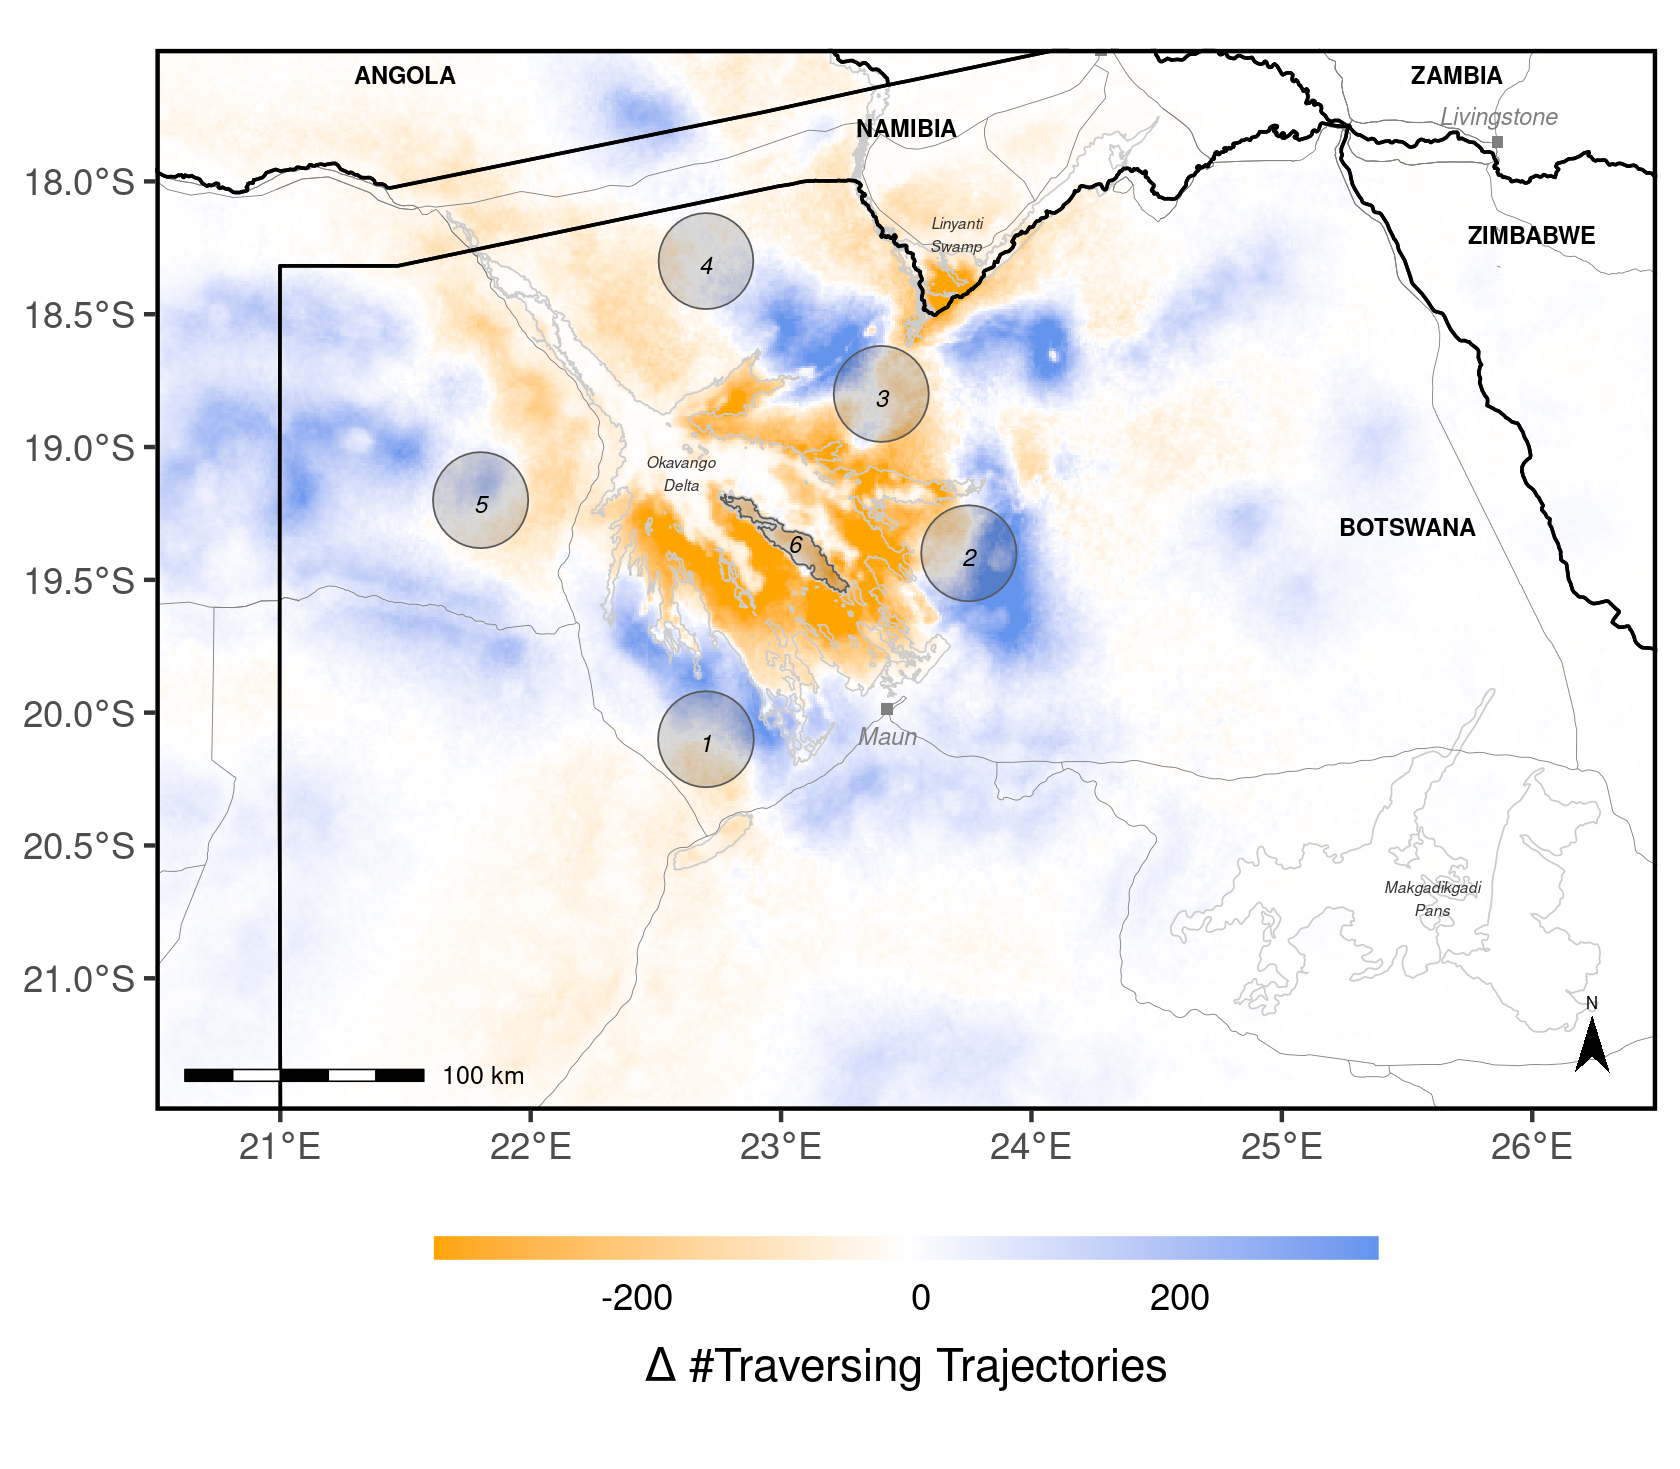 ANGOLA
ZAMBIA
Livingstone
NAMIBIA
18.0°S
Linyanti
Swamp
ZIMBABWE
4
18.5°S
3
19.0°S
Okavango
Delta
5
6
2
BOTSWANA
19.5°S
20.0°S
1
Maun
20.5°S
Makgadikgadi
Pans
21.0°S
N
100 km
21°E
22°E
23°E
24°E
25°E
26°E
-200
0
200
Δ #Traversing Trajectories